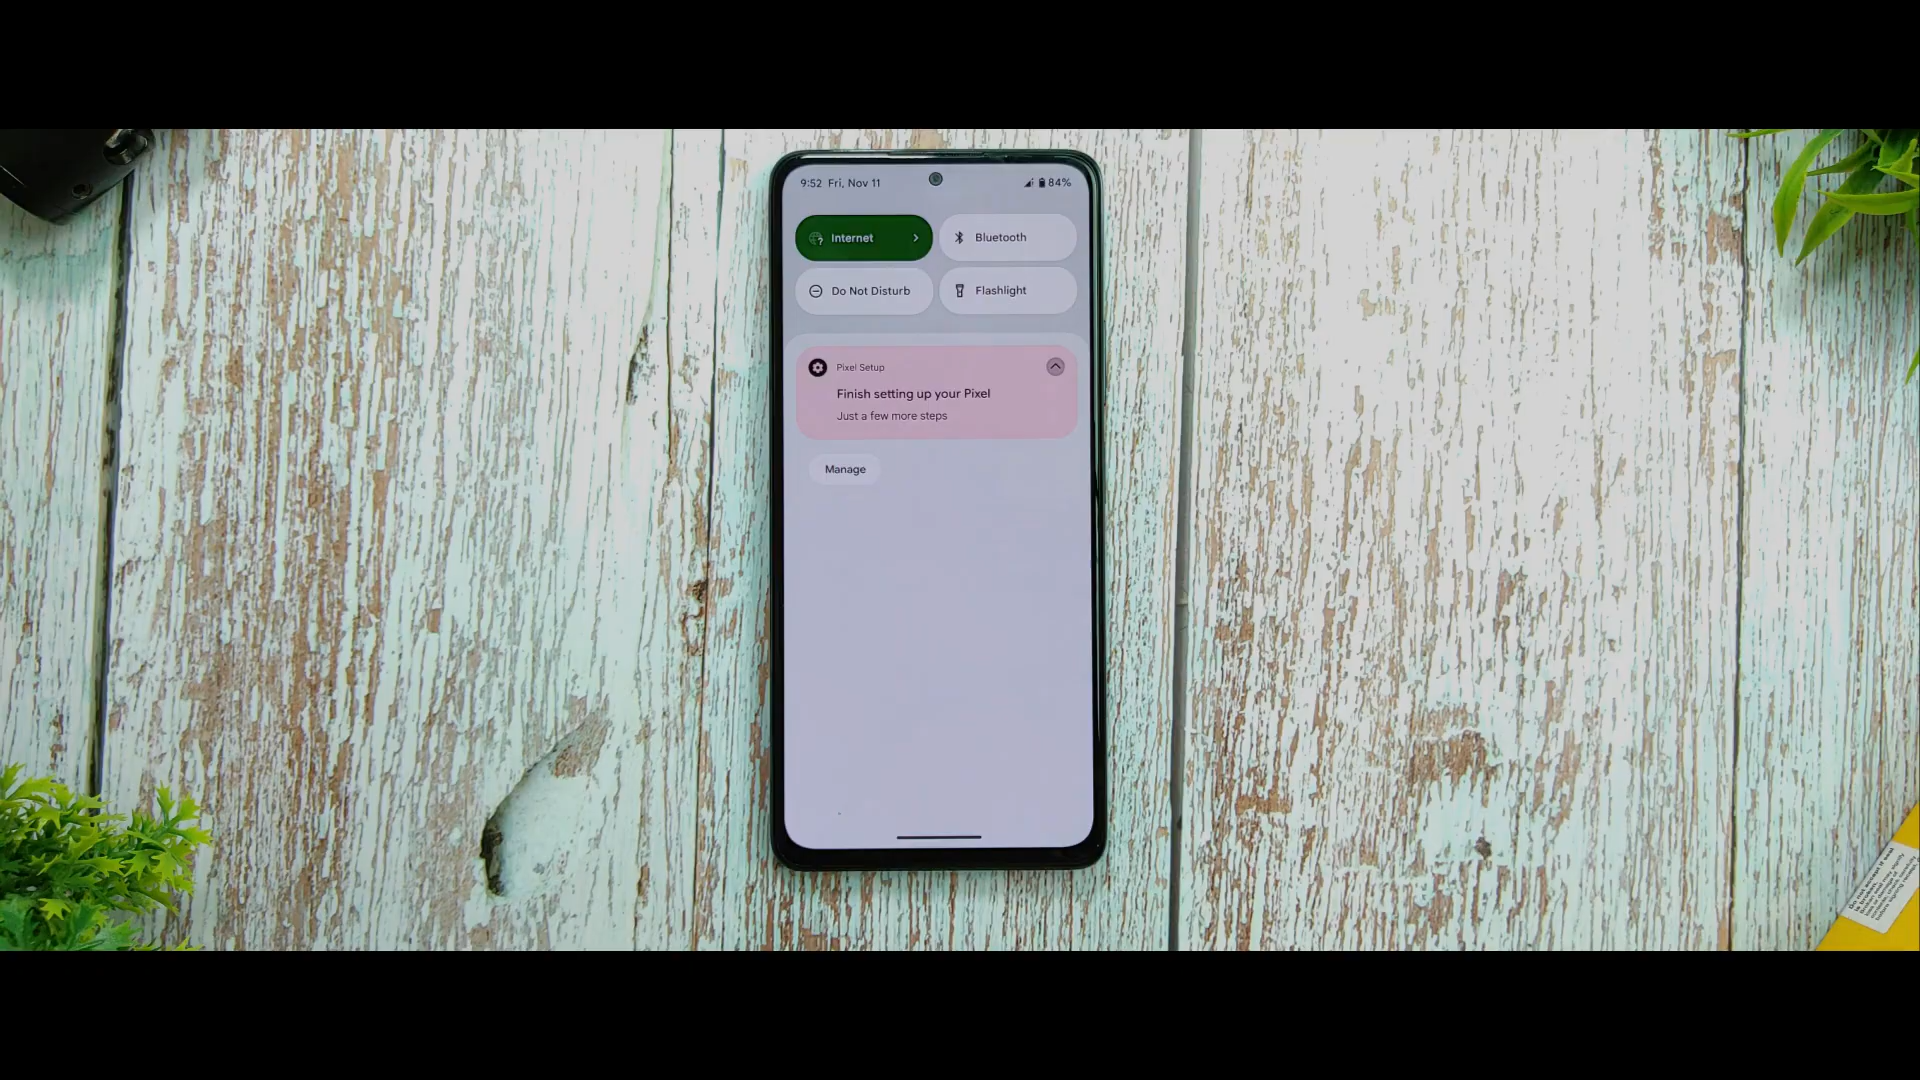 9:52 Fri, Nov 11 84%
Internet Bluetooth
Do Not Disturb Flashlight
Pixel Setup
Finish setting up your Pixel
Just a few more steps
Manage